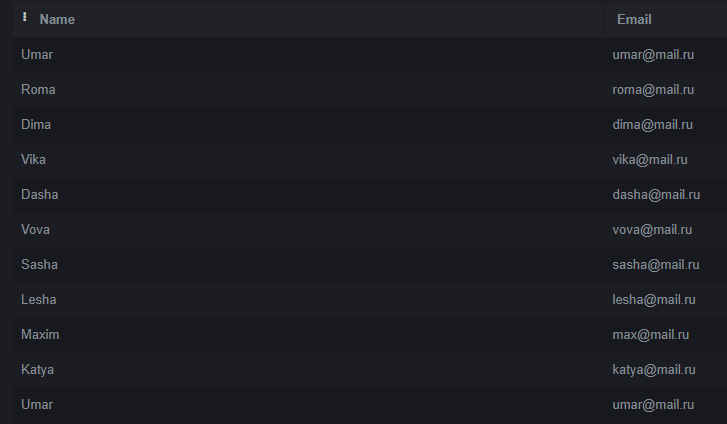 Name Email
Umar umar@mail.ru
Roma roma@mail.ru
Dima dima@mail.ru
Vika vika@mail.ru
Dasha dasha@mail.ru
Vova vova@mail.ru
Sasha sasha@mail.ru
Lesha lesha@mail.ru
Maxim max@mail.ru
Katya katya@mail.ru
Umar umar@mail.ru